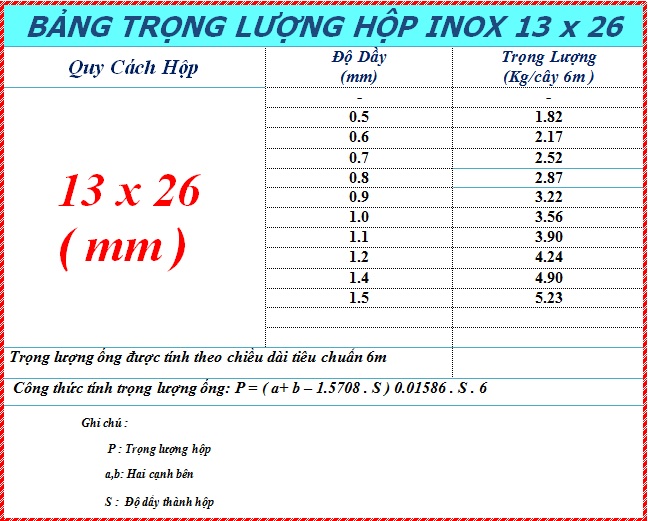 BẢNG TRỌNG LƯỢNG HỘP INOX 13 x 26
Quy Cách Hộp
Độ Dầy
(mm)
Trọng Lượng
(Kg/cây 6m )
- -
0.5 1.82
0.6 2.17
0.7 2.52
0.8 2.87
0.9 3.22
1.0 3.56
1.1 3.90
1.2 4.24
1.4 4.90
1.5 5.23
13 x 26
( mm )
Trọng lượng ống được tính theo chiều dài tiêu chuẩn 6m
Công thức tính trọng lượng ống: P = ( a+ b – 1.5708 . S ) 0.01586 . S . 6
Ghi chú :
P : Trọng lượng hộp
a,b: Hai cạnh bên
S : Độ dầy thành hộp